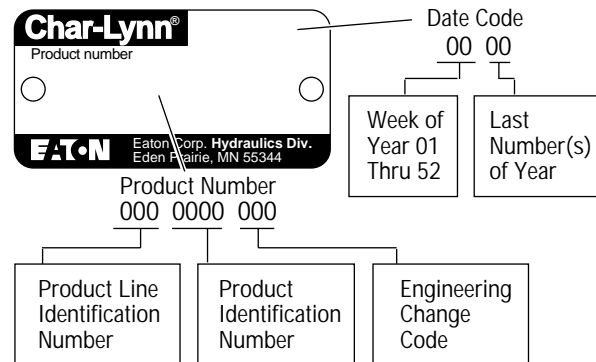 Char-Lynn®
Product number
EATON
Eaton Corp. Hydraulics Div.
Eden Prairie, MN 55344
Date Code
00 00
Week of
Year 01
Thru 52
Last
Number(s)
of Year
Product Number
000 0000 000
Product Line
Identification
Number
Product
Identification
Number
Engineering
Change
Code